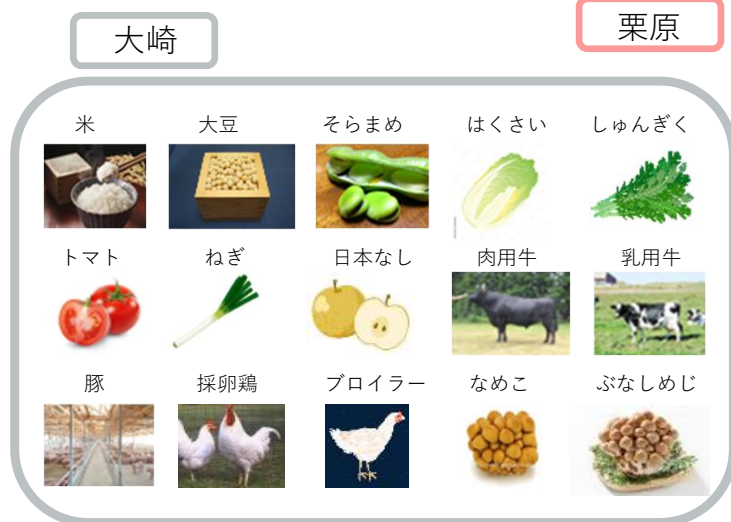 大崎
栗原
米 大豆 そらまめ はくさい しゅんぎく
トマト ねぎ 日本なし 肉用牛 乳用牛
豚 採卵鶏 ブロイラー なめこ ぶなしめじ